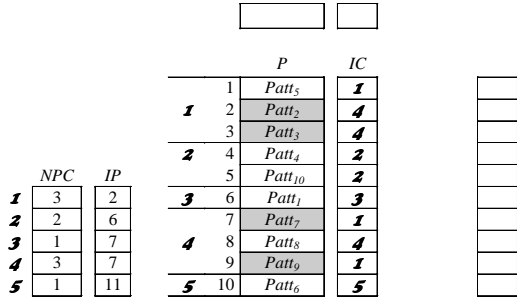 P IC
1 Patt5 1
1 2 Patt2 4
3 Patt3 4
2 4 Patt4 2
NPC IP 5 Patt10 2
1 3 2 3 6 Patt1 3
2 2 6 7 Patt7 1
3 1 7 4 8 Patt8 4
4 3 7 9 Patt9 1
5 1 11 5 10 Patt6 5